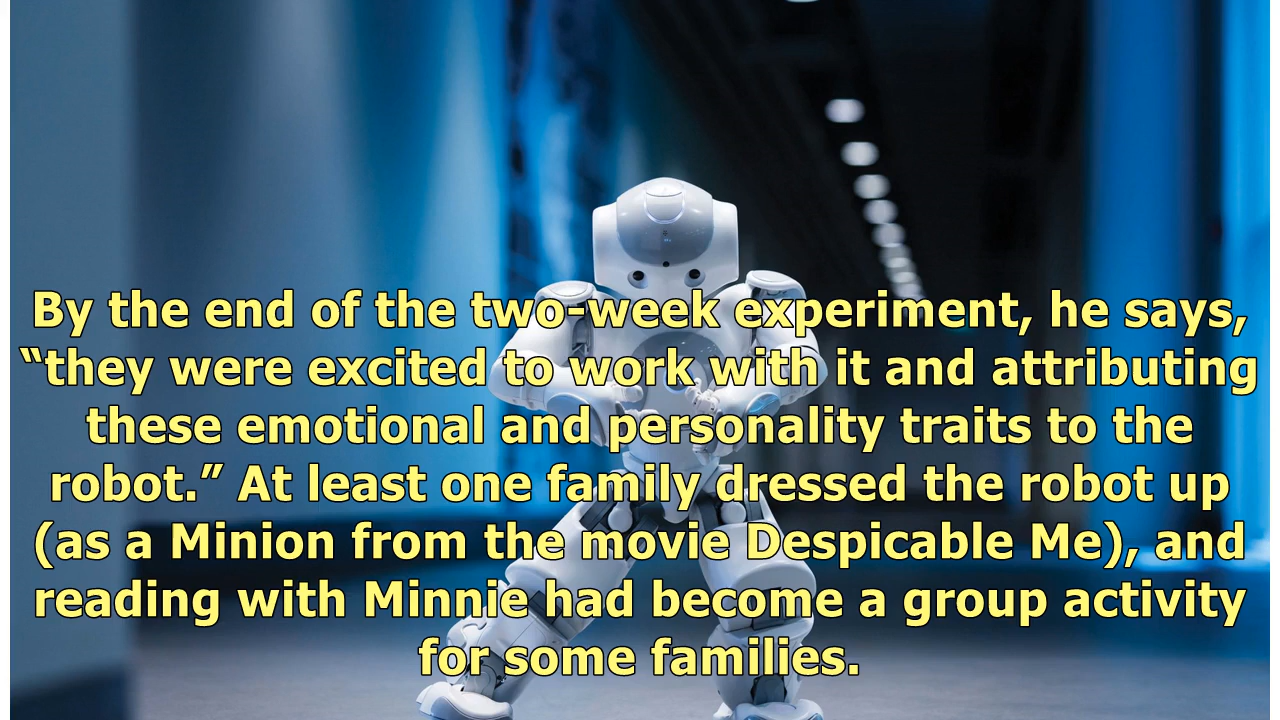 By the end of the two-week experiment, he says,
“they were excited to work with it and attributing
these emotional and personality traits to the
robot.” At least one family dressed the robot up
(as a Minion from the movie Despicable Me), and
reading with Minnie had become a group activity
for some families.